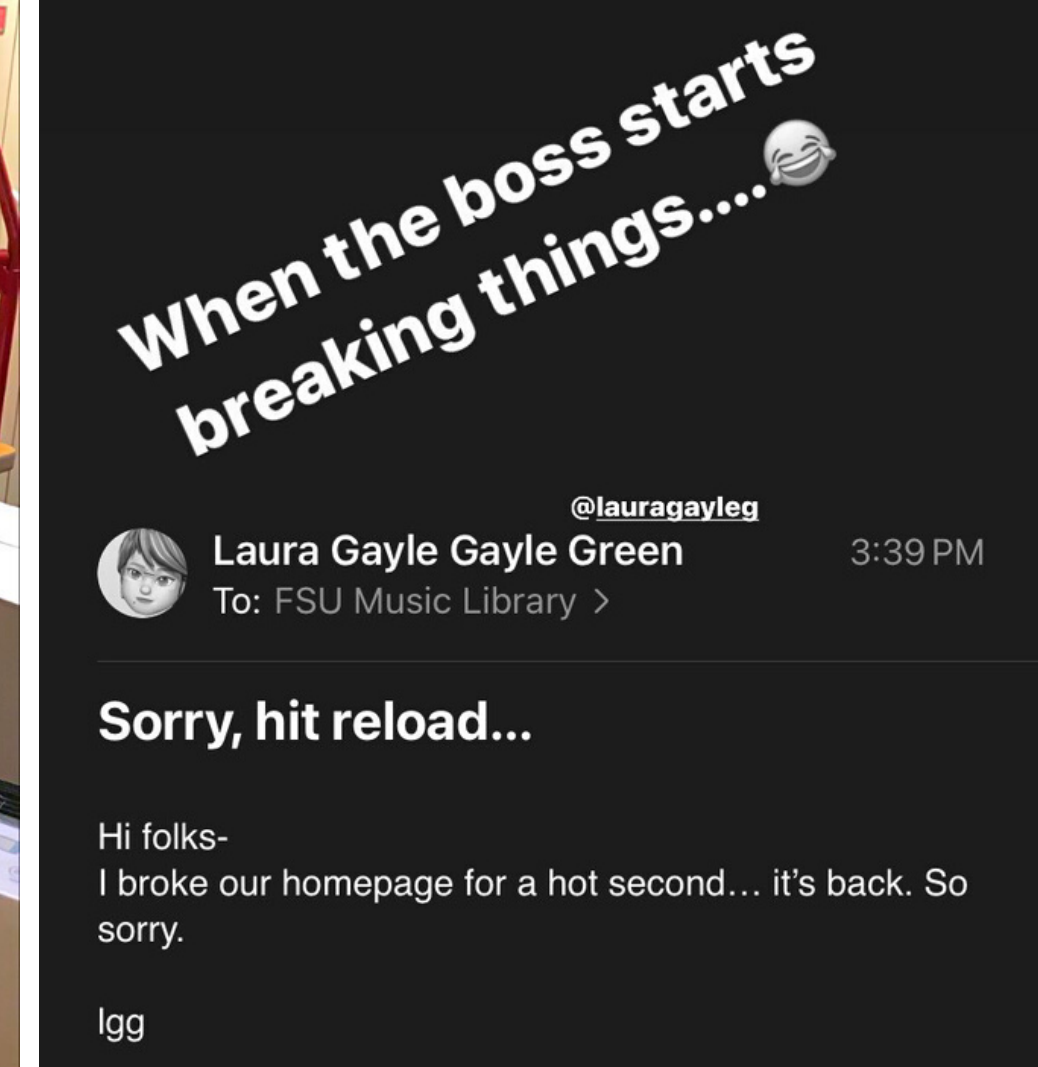 When the boss starts
breaking things....😂
@lauragayleg
Laura Gayle Gayle Green 3:39 PM
To: FSU Music Library >
Sorry, hit reload...
Hi folks-
I broke our homepage for a hot second... it's back. So
sorry.
lgg